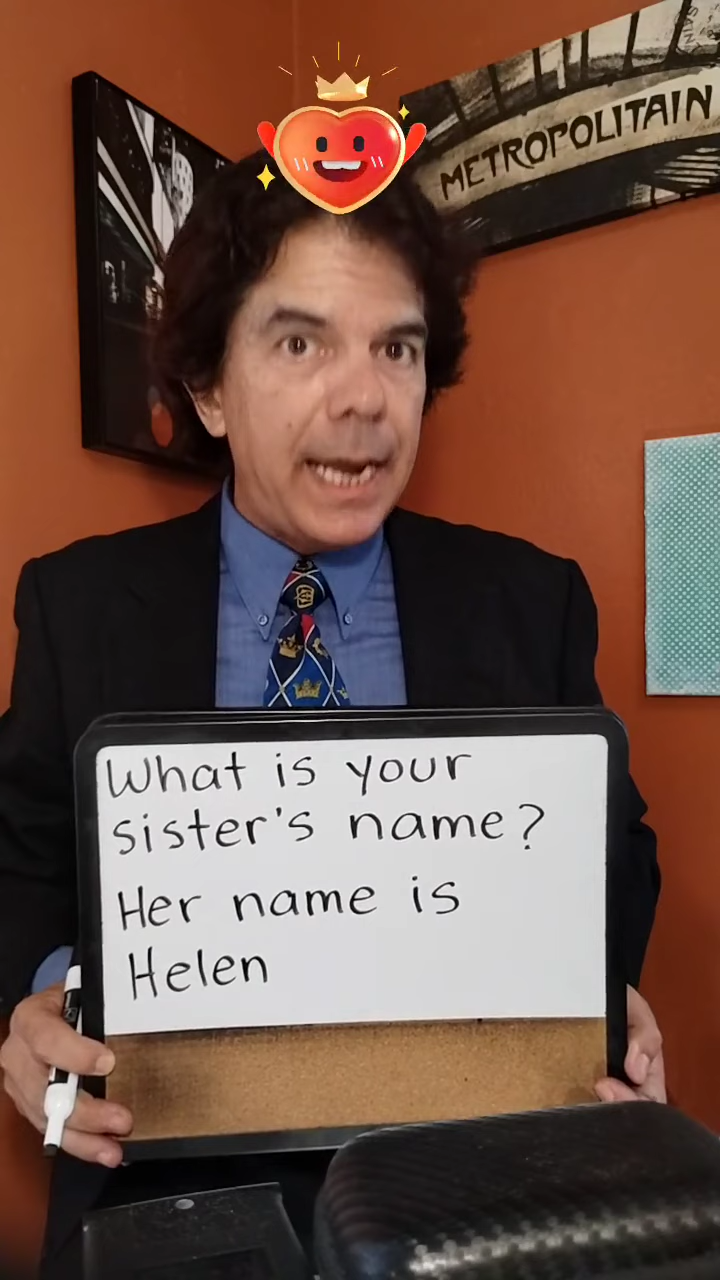 METROPOLITAIN
What is your
sister's name?
Her name is
Helen